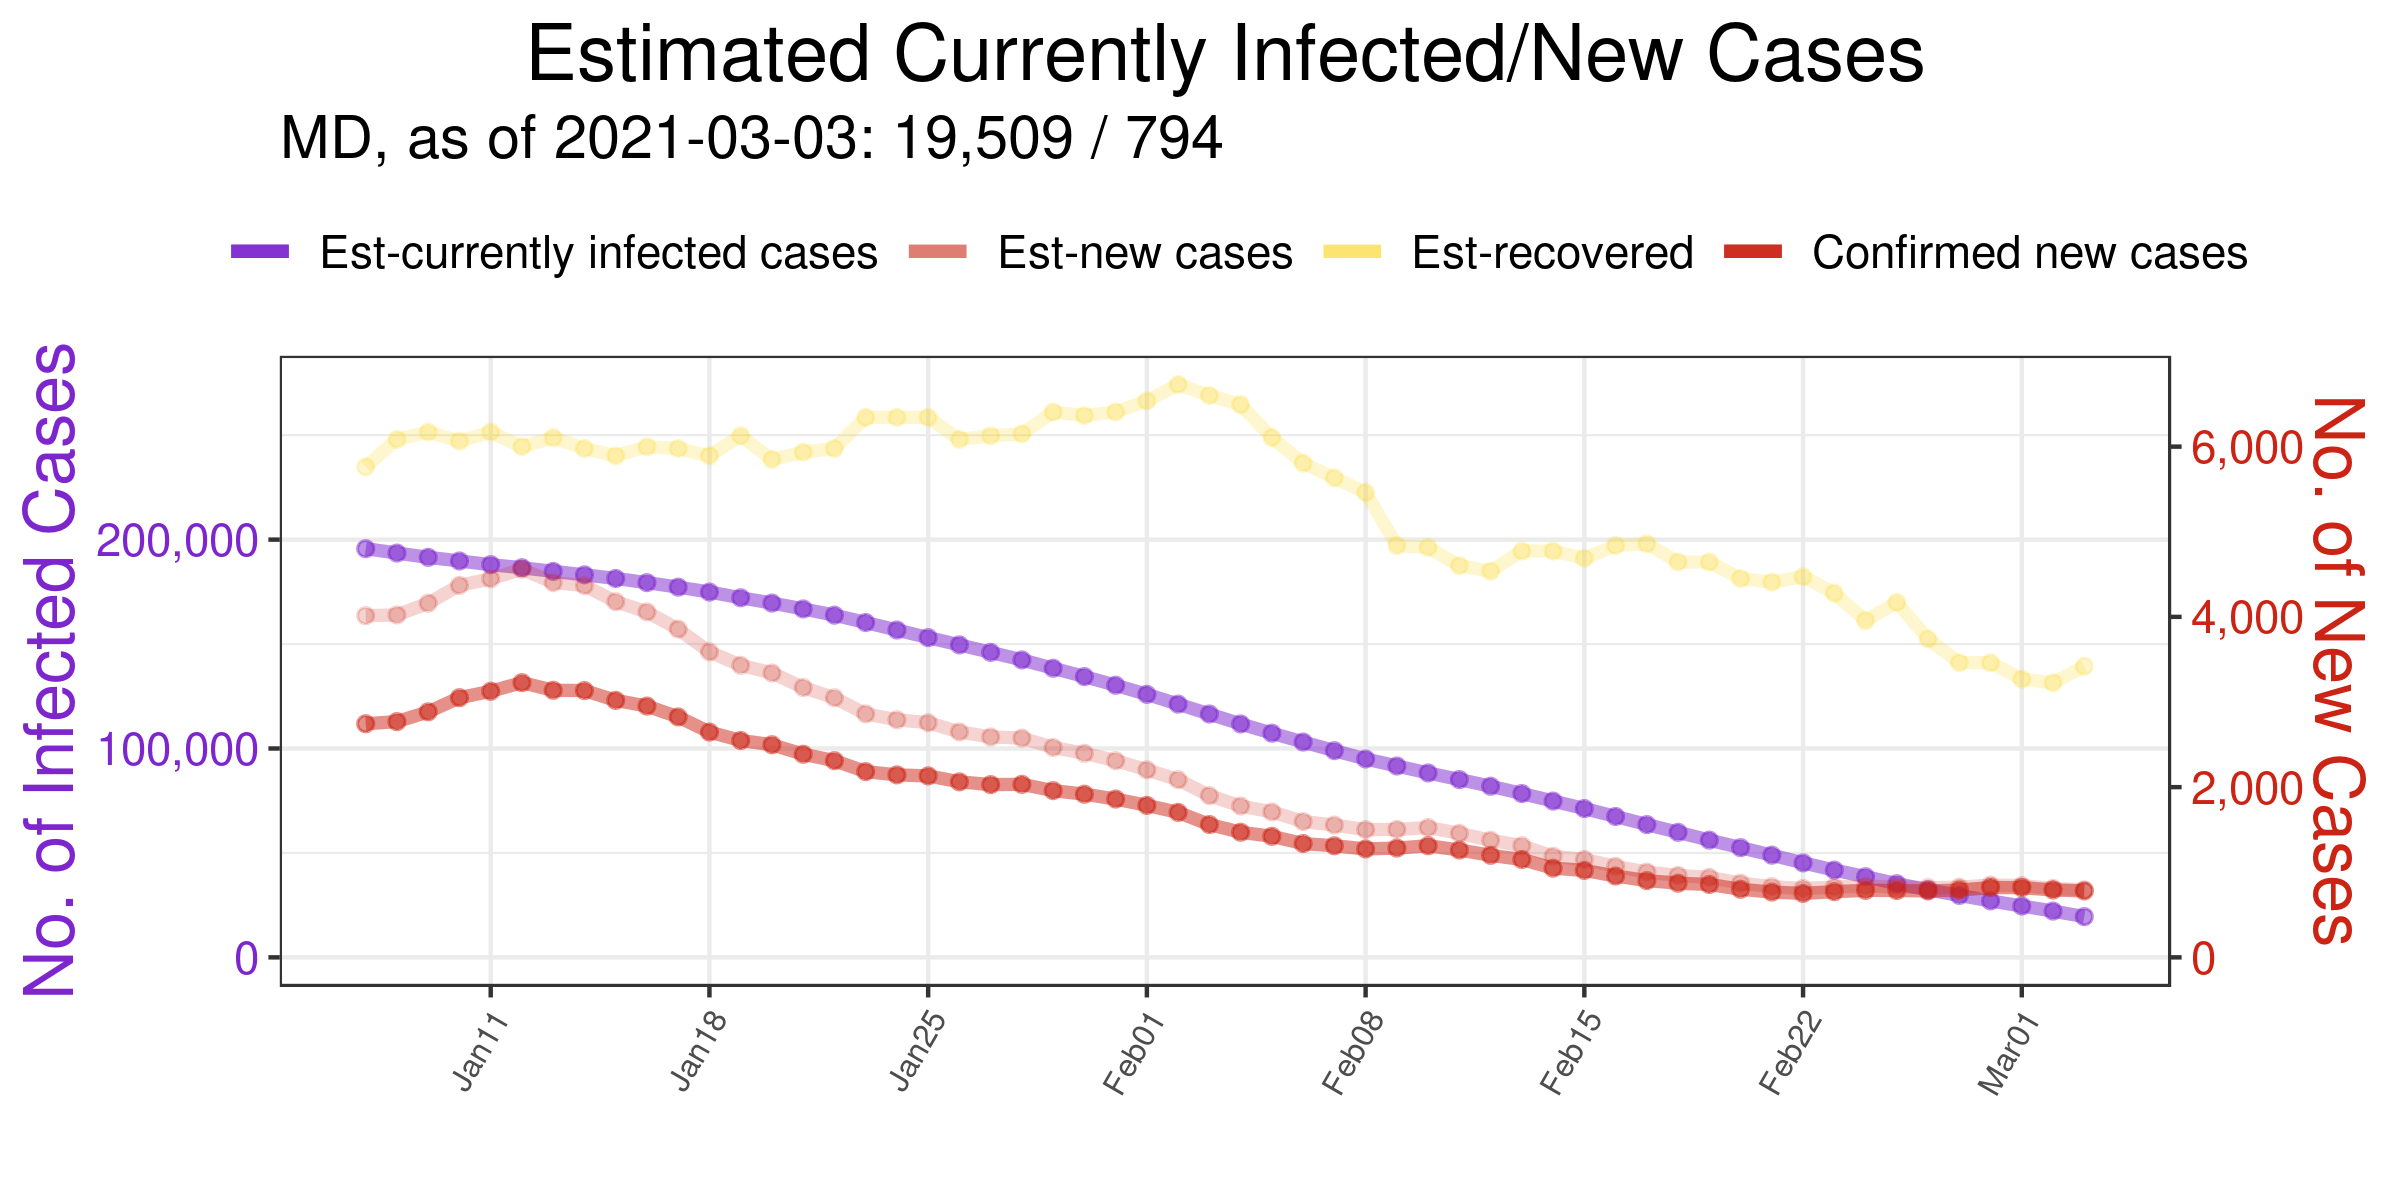 Estimated Currently Infected/New Cases
MD, as of 2021-03-03: 19,509 / 794
Est-currently infected cases Est-new cases Est-recovered Confirmed new cases
No. of Infected Cases
200,000
100,000
0
6,000
4,000
2,000
0
No. of New Cases
Jan11 Jan18 Jan25 Feb01 Feb08 Feb15 Feb22 Mar01